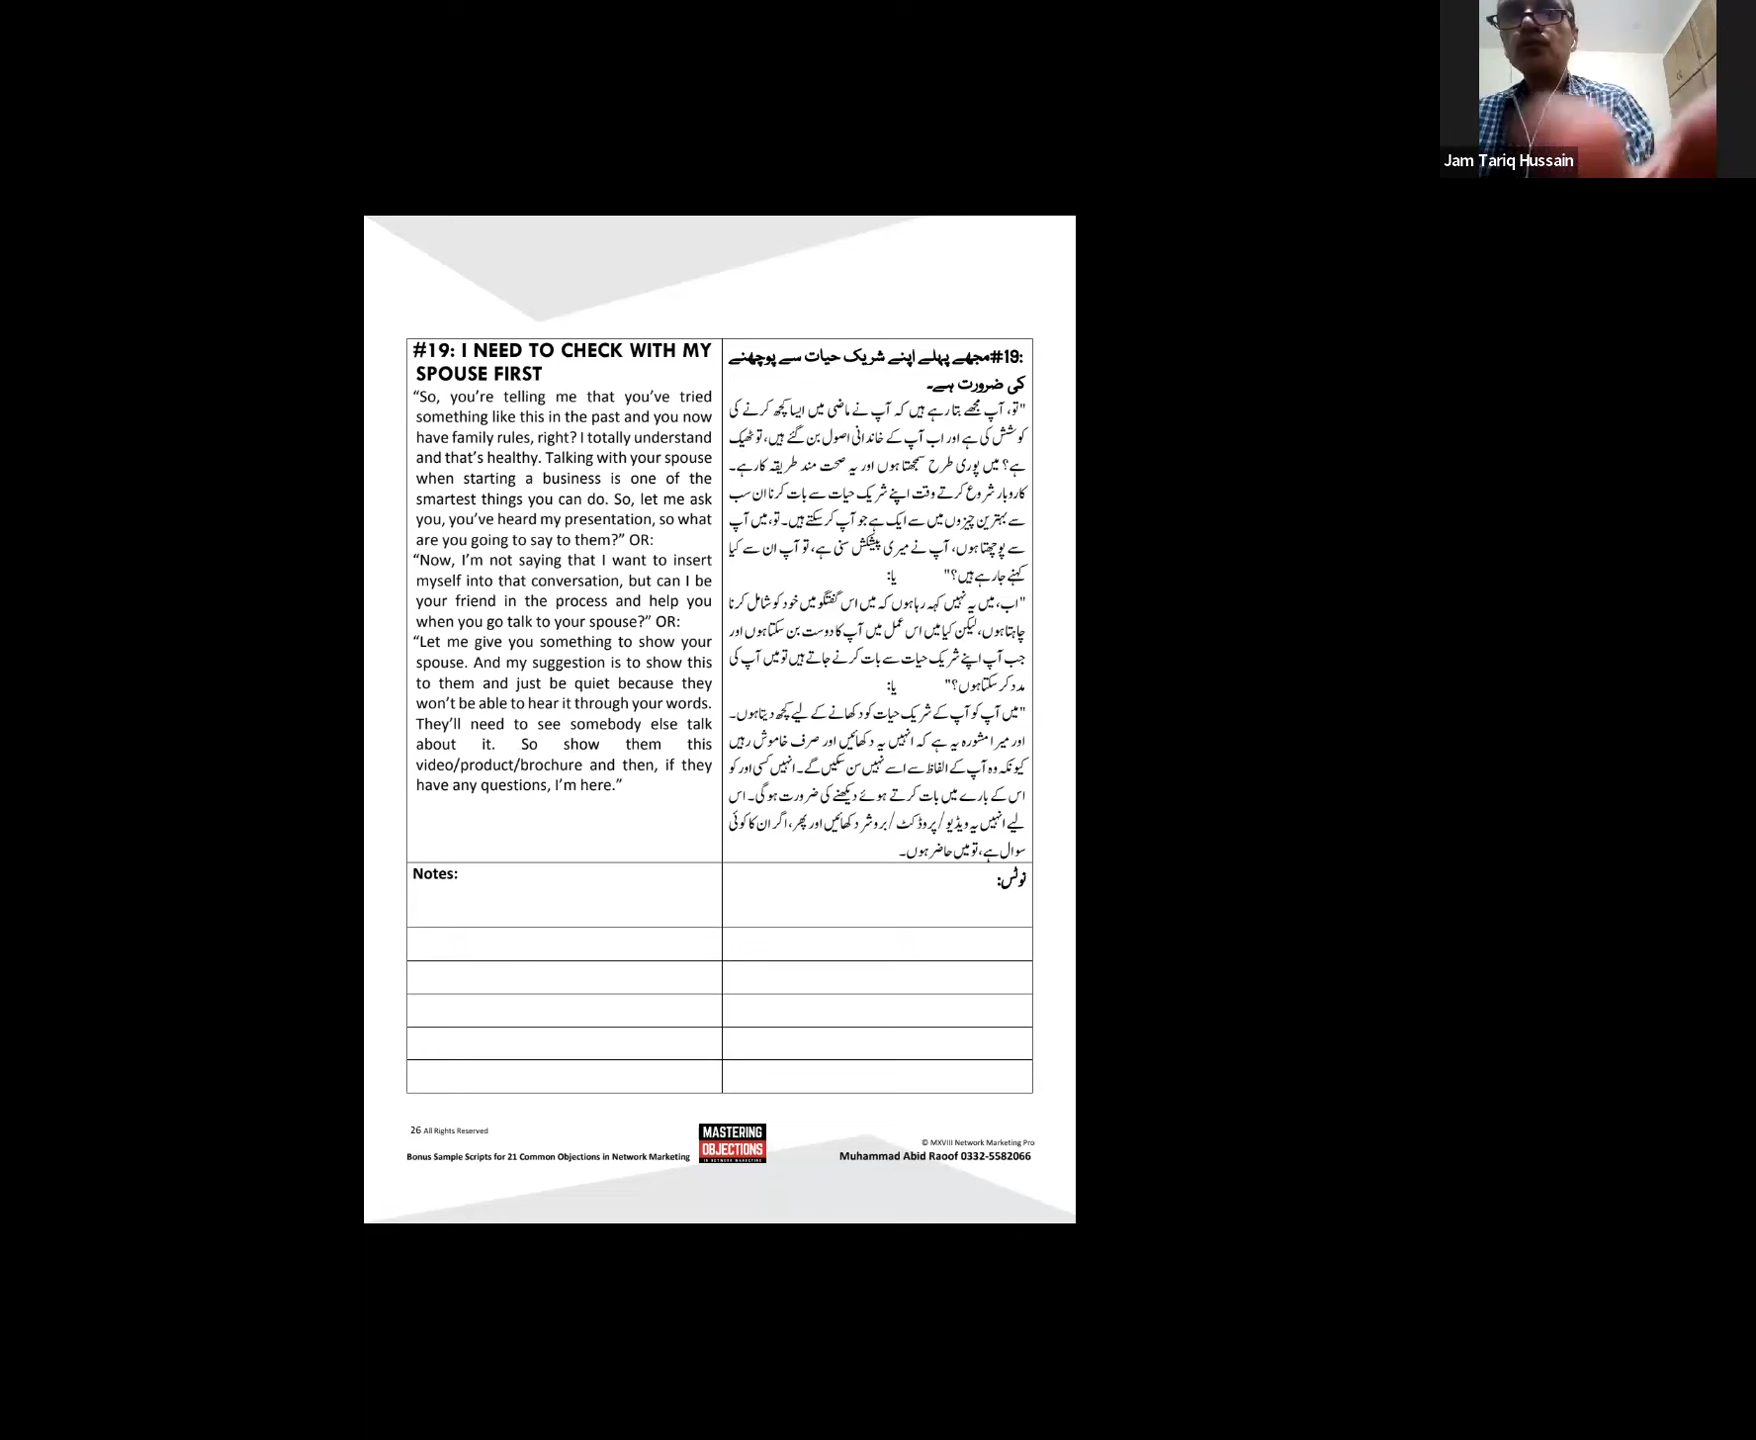 Jam Tariq Hussain
#19: I NEED TO CHECK WITH MY
SPOUSE FIRST
“So, you’re telling me that you’ve tried
something like this in the past and you now
have family rules, right? I totally understand
and that’s healthy. Talking with your spouse
when starting a business is one of the
smartest things you can do. So, let me ask
you, you’ve heard my presentation, so what
are you going to say to them?” OR:
“Now, I’m not saying that I want to insert
myself into that conversation, but can I be
your friend in the process and help you
when you go talk to your spouse?” OR:
“Let me give you something to show your
spouse. And my suggestion is to show this
to them and just be quiet because they
won’t be able to hear it through your words.
They’ll need to see somebody else talk
about it. So show them this
video/product/brochure and then, if they
have any questions, I’m here.”
#19: مجھے پہلے اپنے شریک حیات سے پوچھنے
کی ضرورت ہے۔
"تو، آپ مجھے بتا رہے ہیں کہ آپ نے ماضی میں ایسا کچھ کرنے کی
کوشش کی ہے اور اب آپ کے خاندانی اصول بن گئے ہیں، تو ٹھیک
ہے؟ میں پوری طرح سمجھتا ہوں اور یہ صحت مند طریقہ کار ہے۔
کاروبار شروع کرتے وقت اپنے شریک حیات سے بات کرنا ان سب
سے بہترین چیزوں میں سے ایک ہے جو آپ کر سکتے ہیں۔ تو، میں آپ
سے پوچھتا ہوں، آپ نے میری پیشکش سنی ہے، تو آپ ان سے کیا
کہنے جا رہے ہیں؟" یا:
"اب، میں یہ نہیں کہہ رہا ہوں کہ میں اس گفتگو میں خود کو شامل کرنا
چاہتا ہوں، لیکن کیا میں اس عمل میں آپ کا دوست بن سکتا ہوں اور
جب آپ اپنے شریک حیات سے بات کرنے جاتے ہیں تو میں آپ کی
مدد کر سکتا ہوں؟" یا:
"میں آپ کو آپ کے شریک حیات کو دکھانے کے لیے کچھ دیتا ہوں۔
اور میرا مشورہ یہ ہے کہ انہیں یہ دکھائیں اور صرف خاموش رہیں
کیونکہ وہ آپ کے الفاظ سے اسے نہیں سن سکیں گے۔ انہیں کسی اور کو
اس کے بارے میں بات کرتے ہوئے دیکھنے کی ضرورت ہوگی۔ اس
لیے انہیں یہ ویڈیو/پروڈکٹ/بروشر دکھائیں اور پھر، اگر ان کا کوئی
سوال ہے، تو میں حاضر ہوں۔
Notes:
نوٹس:
26 All Rights Reserved
Bonus Sample Scripts for 21 Common Objections in Network Marketing
MASTERING
OBJECTIONS
IN NETWORK MARKETING
© MXVIII Network Marketing Pro
Muhammad Abid Raoof 0332-5582066